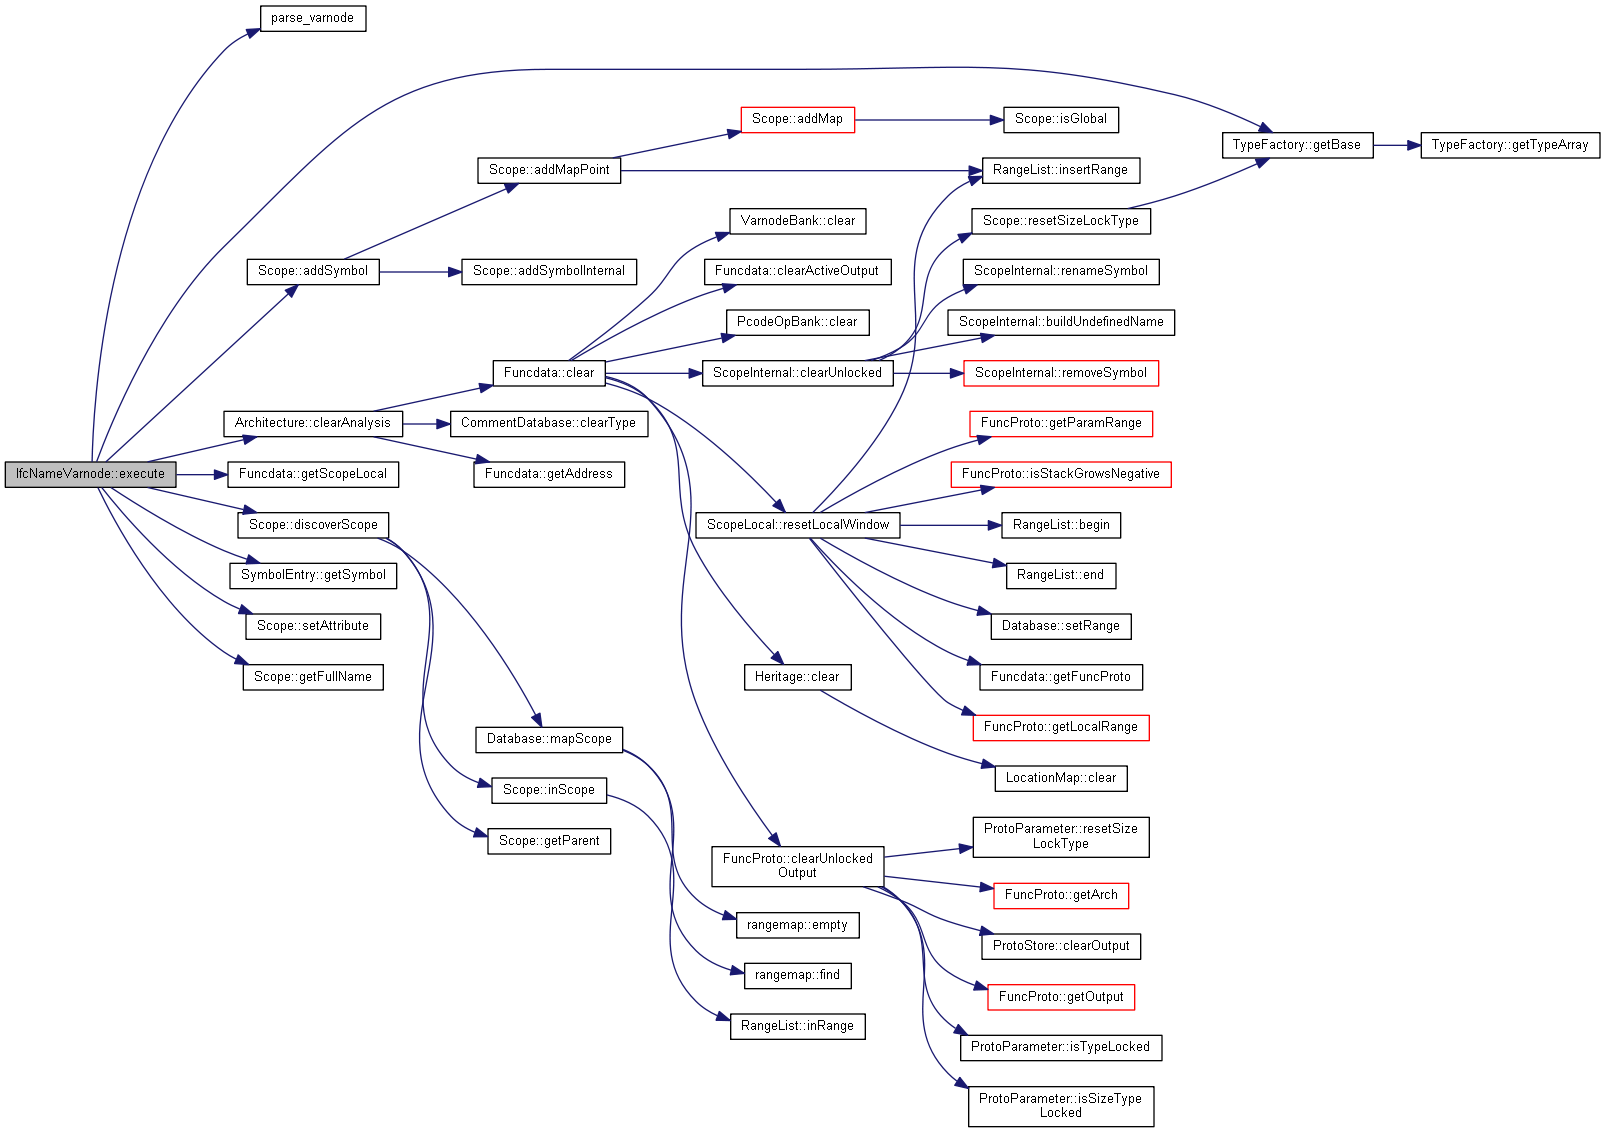 parse_varnode
Scope::addMap
Scope::isGlobal
TypeFactory::getBase
TypeFactory::getTypeArray
Scope::addMapPoint
RangeList::insertRange
VarnodeBank::clear
Scope::resetSizeLockType
Scope::addSymbol
Scope::addSymbolInternal
Funcdata::clearActiveOutput
ScopeInternal::renameSymbol
PcodeOpBank::clear
ScopeInternal::buildUndefinedName
Funcdata::clear
ScopeInternal::clearUnlocked
ScopeInternal::removeSymbol
Architecture::clearAnalysis
CommentDatabase::clearType
FuncProto::getParamRange
IfcNameVarnode::execute
Funcdata::getScopeLocal
Funcdata::getAddress
FuncProto::isStackGrowsNegative
Scope::discoverScope
ScopeLocal::resetLocalWindow
RangeList::begin
SymbolEntry::getSymbol
RangeList::end
Scope::setAttribute
Database::setRange
Scope::getFullName
Heritage::clear
Funcdata::getFuncProto
Database::mapScope
FuncProto::getLocalRange
Scope::inScope
LocationMap::clear
Scope::getParent
ProtoParameter::resetSize
LockType
FuncProto::clearUnlocked
Output
FuncProto::getArch
rangemap::empty
ProtoStore::clearOutput
rangemap::find
FuncProto::getOutput
RangeList::inRange
ProtoParameter::isTypeLocked
ProtoParameter::isSizeType
Locked